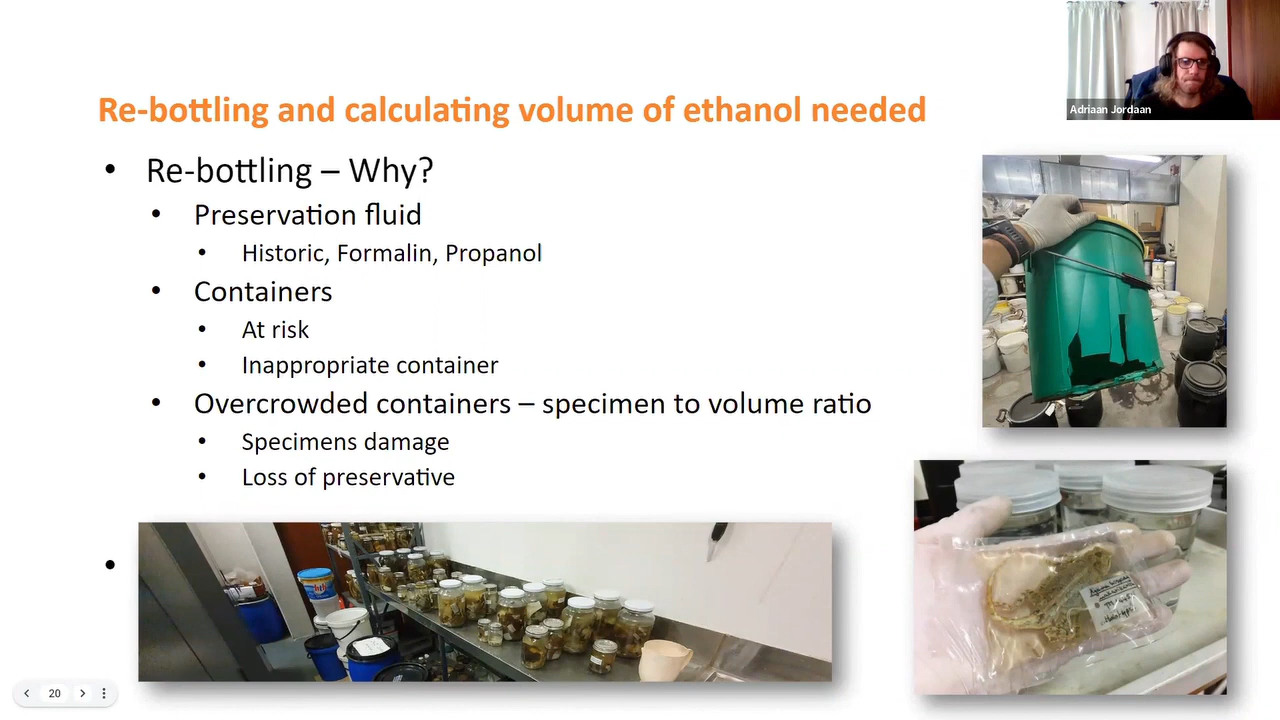 Adriaan Jordaan
Re-bottling and calculating volume of ethanol needed
• Re-bottling – Why?
• Preservation fluid
• Historic, Formalin, Propanol
• Containers
• At risk
• Inappropriate container
• Overcrowded containers – specimen to volume ratio
• Specimens damage
• Loss of preservative
•
20